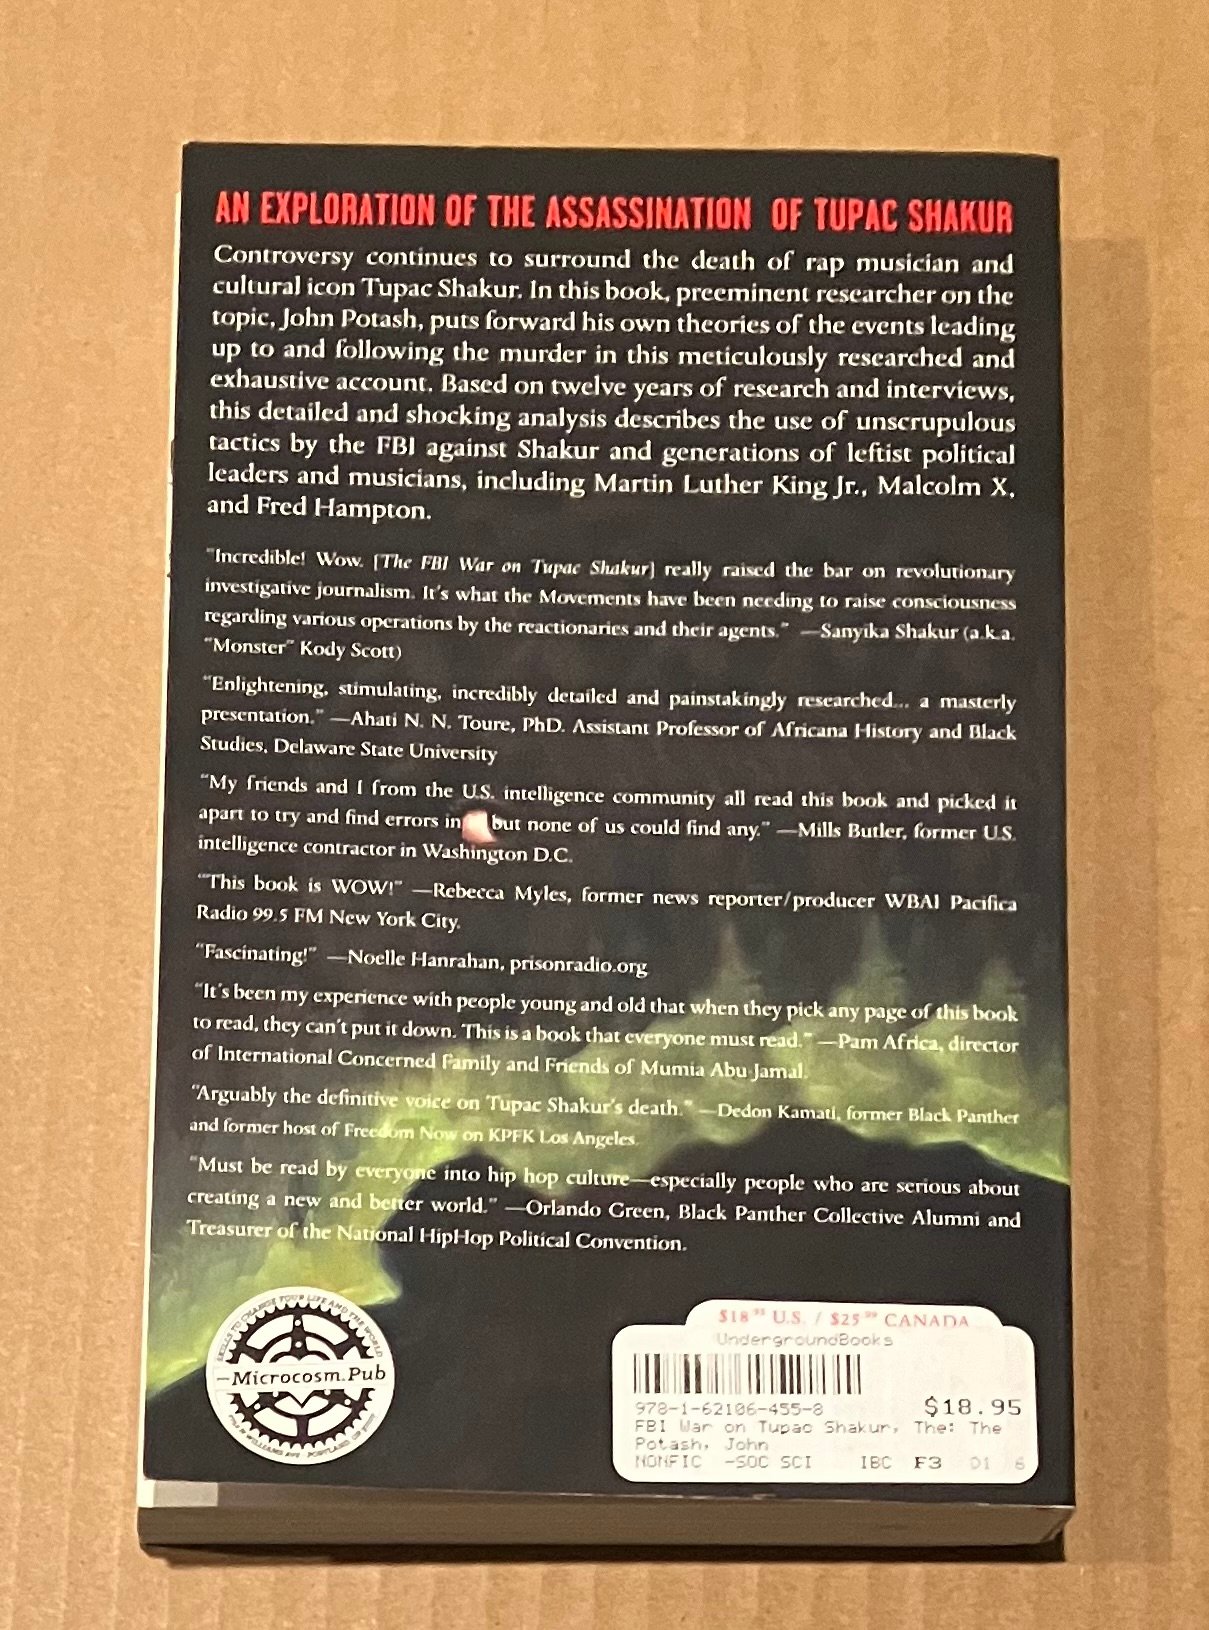 AN EXPLORATION OF THE ASSASSINATION OF TUPAC SHAKUR
Controversy continues to surround the death of rap musician and
cultural icon Tupac Shakur. In this book, preeminent researcher on the
topic, John Potash, puts forward his own theories of the events leading
up to and following the murder in this meticulously researched and
exhaustive account. Based on twelve years of research and interviews,
this detailed and shocking analysis describes the use of unscrupulous
tactics by the FBI against Shakur and generations of leftist political
leaders and musicians, including Martin Luther King Jr., Malcolm X,
and Fred Hampton.
"Incredible! Wow. [The FBI War on Tupac Shakur] really raised the bar on revolutionary
investigative journalism. It's what the Movements have been needing to raise consciousness
regarding various operations by the reactionaries and their agents." —Sanyika Shakur (a.k.a.
"Monster" Kody Scott)
"Enlightening, stimulating, incredibly detailed and painstakingly researched... a masterly
presentation." —Ahati N. N. Toure, PhD. Assistant Professor of Africana History and Black
Studies, Delaware State University
"My friends and I from the U.S. intelligence community all read this book and picked it
apart to try and find errors in but none of us could find any." —Mills Butler, former U.S.
intelligence contractor in Washington D.C.
"This book is WOW!" —Rebecca Myles, former news reporter/producer WBAI Pacifica
Radio 99.5 FM New York City.
"Fascinating!" —Noelle Hanrahan, prisonradio.org
"It's been my experience with people young and old that when they pick any page of this book
to read, they can't put it down. This is a book that everyone must read." —Pam Africa, director
of International Concerned Family and Friends of Mumia Abu-Jamal.
"Arguably the definitive voice on Tupac Shakur's death." —Dedon Kamati, former Black Panther
and former host of Freedom Now on KPFK Los Angeles.
"Must be read by everyone into hip hop culture—especially people who are serious about
creating a new and better world." —Orlando Green, Black Panther Collective Alumni and
Treasurer of the National HipHop Political Convention.
SKILLS TO CHANGE YOUR LIFE AND THE WORLD
Microcosm.Pub
N WILLIAMS AVE PORTLAND, OR
$18.95 U.S. / $25.99 CANADA
UndergroundBooks
978-1-62106-455-8 $18.95
FBI War on Tupac Shakur, The: The
Potash, John
NONFIC -SOC SCI IBC F3 D1 6